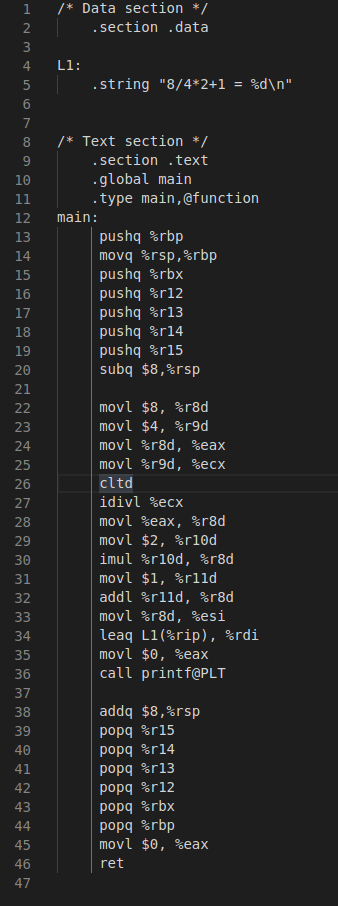 1 /* Data section */
2     .section .data
3
4 L1:
5     .string "8/4*2+1 = %d\n"
6
7
8 /* Text section */
9     .section .text
10     .global main
11     .type main,@function
12 main:
13      pushq %rbp
14      movq %rsp,%rbp
15      pushq %rbx
16      pushq %r12
17      pushq %r13
18      pushq %r14
19      pushq %r15
20      subq $8,%rsp
21
22      movl $8, %r8d
23      movl $4, %r9d
24      movl %r8d, %eax
25      movl %r9d, %ecx
26      cltd
27      idivl %ecx
28      movl %eax, %r8d
29      movl $2, %r10d
30      imul %r10d, %r8d
31      movl $1, %r11d
32      addl %r11d, %r8d
33      movl %r8d, %esi
34      leaq L1(%rip), %rdi
35      movl $0, %eax
36      call printf@PLT
37
38      addq $8,%rsp
39      popq %r15
40      popq %r14
41      popq %r13
42      popq %r12
43      popq %rbx
44      popq %rbp
45      movl $0, %eax
46      ret
47